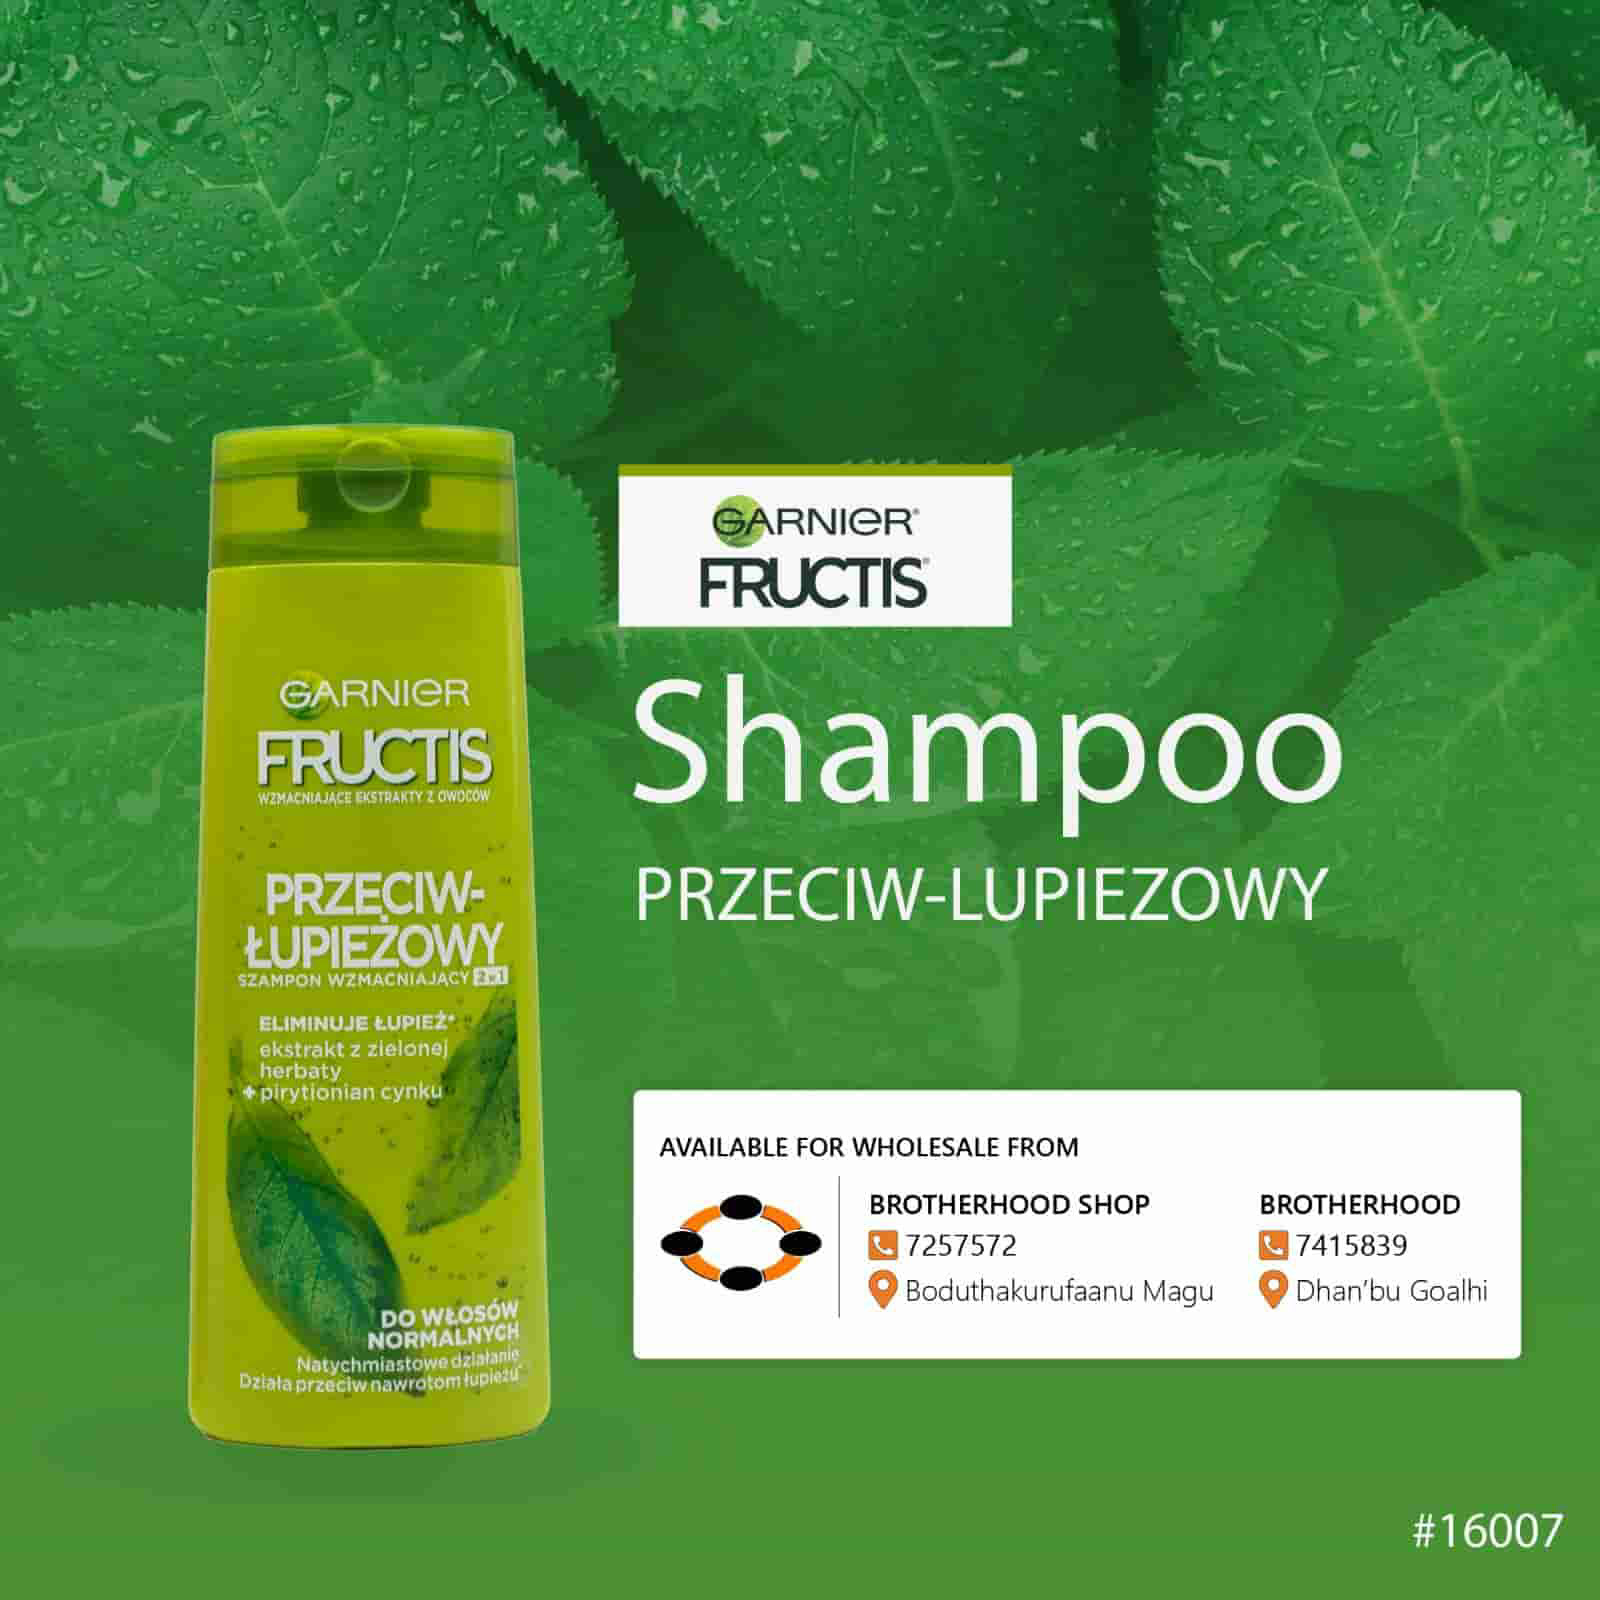 GARNIER
FRUCTIS
WZMACNIAJĄCE EKSTRAKTY Z OWOCÓW
PRZECIW-
ŁUPIEŻOWY
SZAMPON WZMACNIAJĄCY 2w1
ELIMINUJE ŁUPIEŻ*
ekstrakt z zielonej
herbaty
+ pirytionian cynku
DO WŁOSÓW
NORMALNYCH
Natychmiastowe działanie
Działa przeciw nawrotom łupieżu*
GARNIER®
FRUCTIS®
Shampoo
PRZECIW-LUPIEZOWY
AVAILABLE FOR WHOLESALE FROM
BROTHERHOOD SHOP
7257572
Boduthakurufaanu Magu
BROTHERHOOD
7415839
Dhan'bu Goalhi
#16007